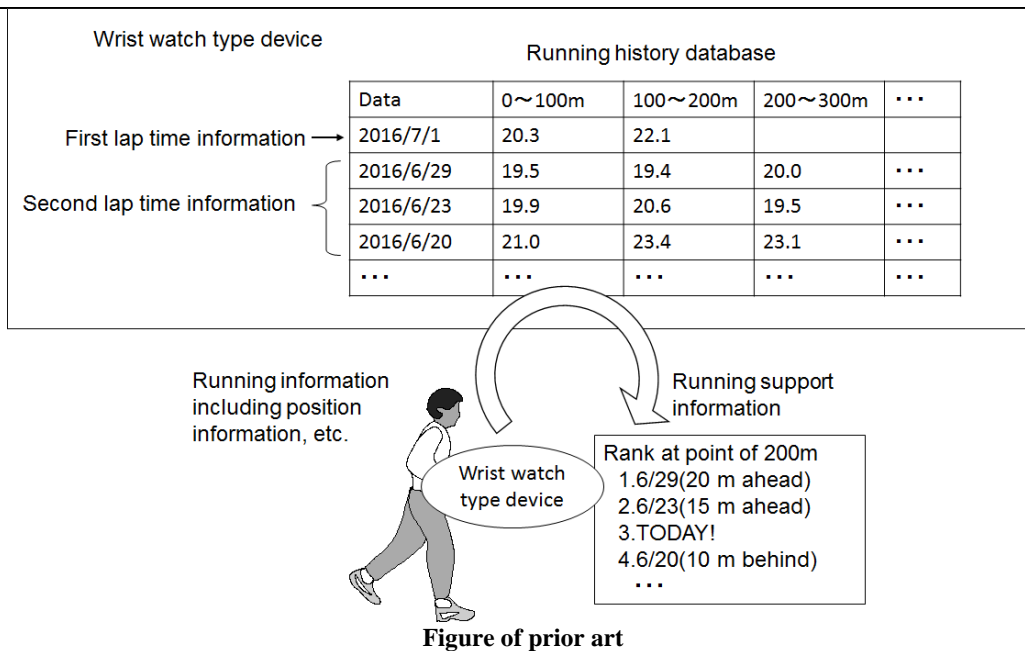 Wrist watch type device
Running history database
Data 0～100m 100～200m 200～300m ･･･
First lap time information 2016/7/1 20.3 22.1
2016/6/29 19.5 19.4 20.0 ･･･
Second lap time information 2016/6/23 19.9 20.6 19.5 ･･･
2016/6/20 21.0 23.4 23.1 ･･･
･･･ ･･･ ･･･ ･･･ ･･･
Running information
including position
information, etc.
Running support
information
Wrist watch
type device
Rank at point of 200m
1.6/29(20 m ahead)
2.6/23(15 m ahead)
3.TODAY!
4.6/20(10 m behind)
･･･
Figure of prior art